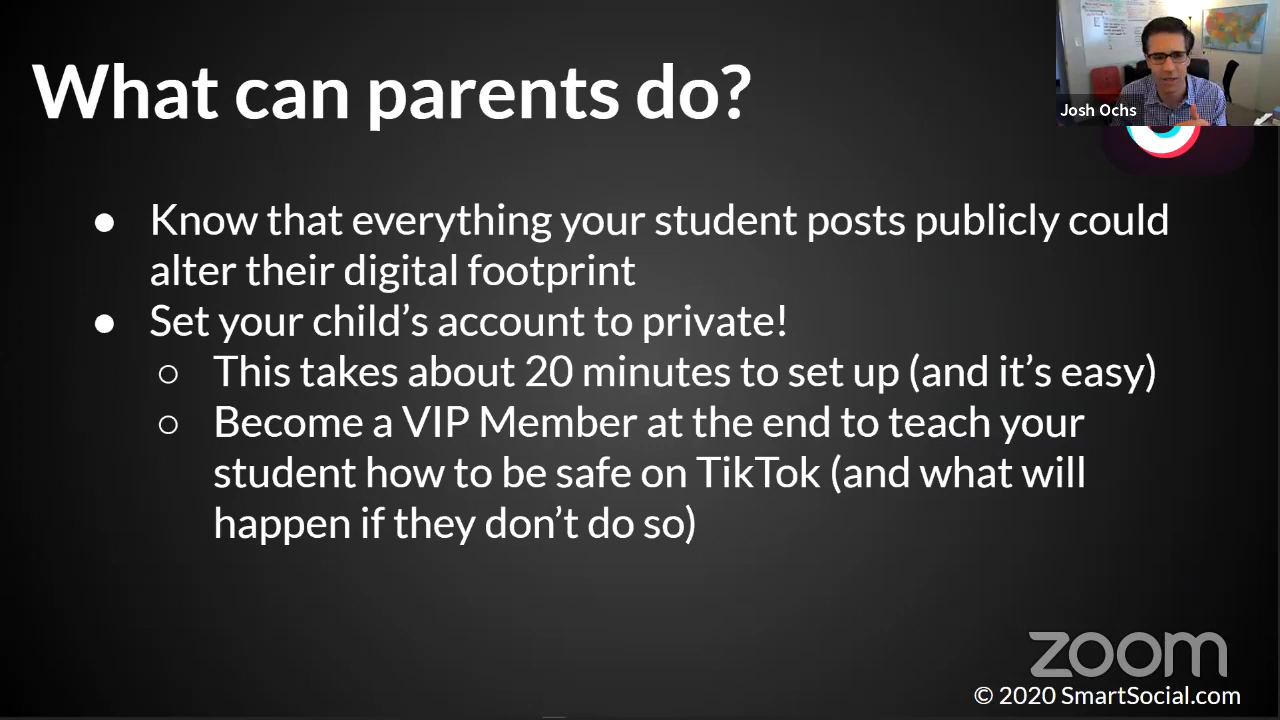 What can parents do?
Josh Ochs
● Know that everything your student posts publicly could
alter their digital footprint
● Set your child’s account to private!
○ This takes about 20 minutes to set up (and it’s easy)
○ Become a VIP Member at the end to teach your
student how to be safe on TikTok (and what will
happen if they don’t do so)
zoom
© 2020 SmartSocial.com